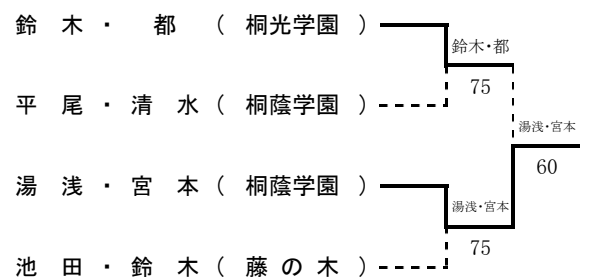 鈴 木 ・ 都 ( 桐光学園 )
鈴木・都
75
平 尾 ・ 清 水 ( 桐蔭学園 )
湯浅・宮本
60
湯 浅 ・ 宮 本 ( 桐蔭学園 )
湯浅・宮本
75
池 田 ・ 鈴 木 ( 藤 の 木 )